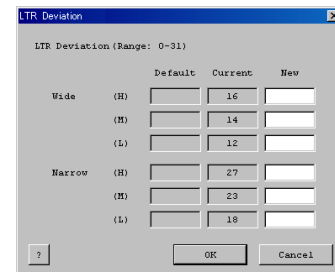 LTR Deviation
LTR Deviation(Range: 0-31)
Default Current New
Wide (H) 16
(M) 14
(L) 12
Narrow (H) 27
(M) 23
(L) 18
? OK Cancel